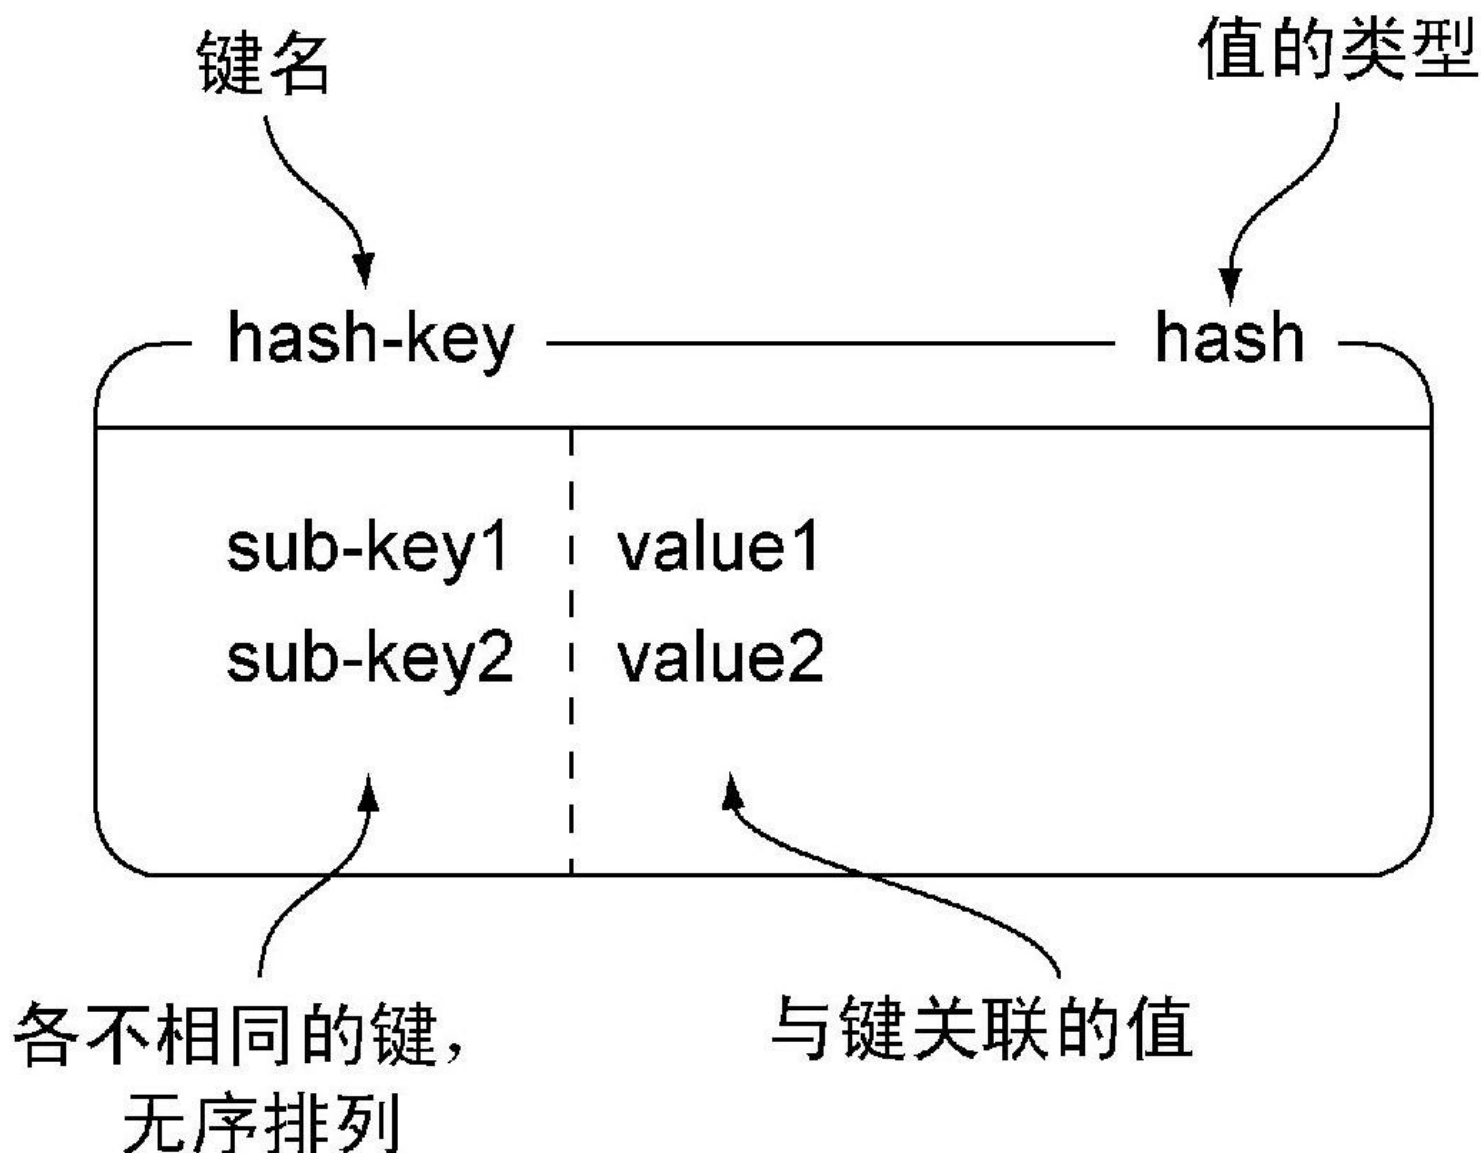 键名
值的类型
hash-key
hash
sub-key1
value1
sub-key2
value2
各不相同的键，
无序排列
与键关联的值